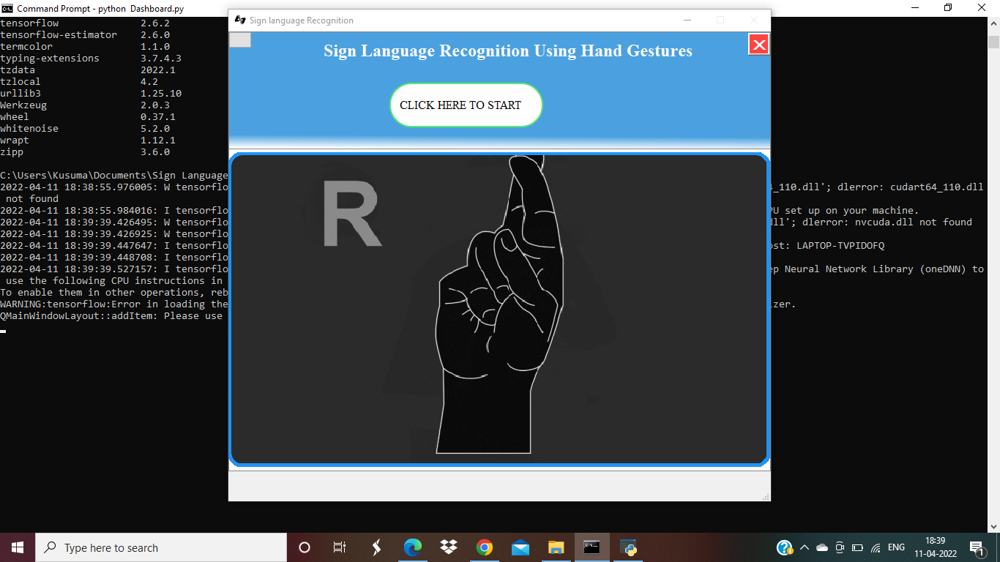 Command Prompt - python  Dashboard.py
tensorflow 2.6.2
tensorflow-estimator 2.6.0
termcolor 1.1.0
typing-extensions 3.7.4.3
tzdata 2022.1
tzlocal 4.2
urllib3 1.25.10
Werkzeug 2.0.3
wheel 0.37.1
whitenoise 5.2.0
wrapt 1.12.1
zipp 3.6.0
C:\Users\Kusuma\Documents\Sign Language
2022-04-11 18:38:55.976005: W tensorflo _110.dll'; dlerror: cudart64_110.dll
not found
2022-04-11 18:38:55.984016: I tensorflo PU set up on your machine.
2022-04-11 18:39:39.426495: W tensorflo dll'; dlerror: nvcuda.dll not found
2022-04-11 18:39:39.426925: W tensorflo
2022-04-11 18:39:39.447647: I tensorflo ost: LAPTOP-TVPIDOFQ
2022-04-11 18:39:39.448708: I tensorflo
2022-04-11 18:39:39.527157: I tensorflo ep Neural Network Library (oneDNN) to
use the following CPU instructions in
To enable them in other operations, reb
WARNING:tensorflow:Error in loading the izer.
QMainWindowLayout::addItem: Please use
Sign language Recognition
Sign Language Recognition Using Hand Gestures
CLICK HERE TO START
R
Type here to search
ENG
18:39
11-04-2022
1